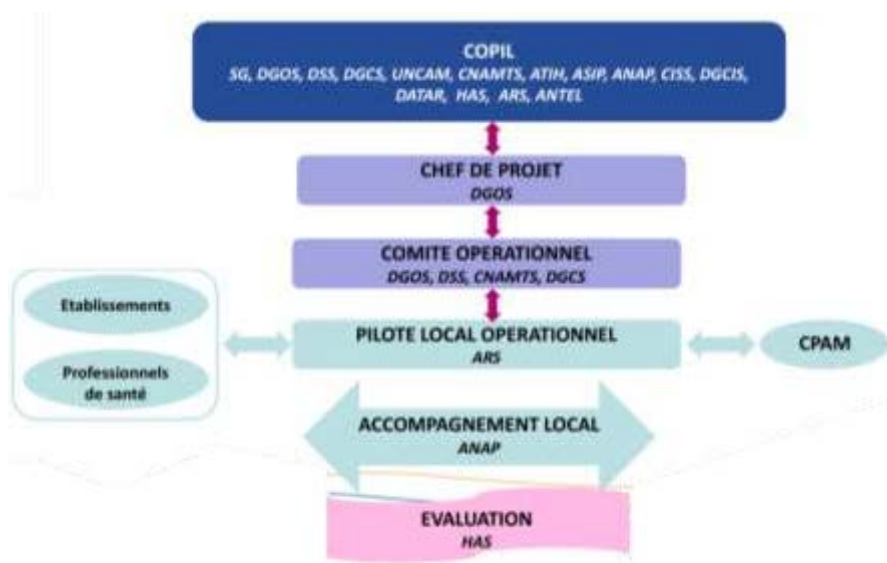 COPIL
SG, DGOS, DSS, DGCS, UNCAM, CNAMTS, ATIH, ASIP, ANAP, CISS, DGCIS,
DATAR, HAS, ARS, ANTEL
CHEF DE PROJET
DGOS
COMITE OPERATIONNEL
DGOS, DSS, CNAMTS, DGCS
Etablissements
Professionnels
de santé
PILOTE LOCAL OPERATIONNEL
ARS
CPAM
ACCOMPAGNEMENT LOCAL
ANAP
EVALUATION
HAS